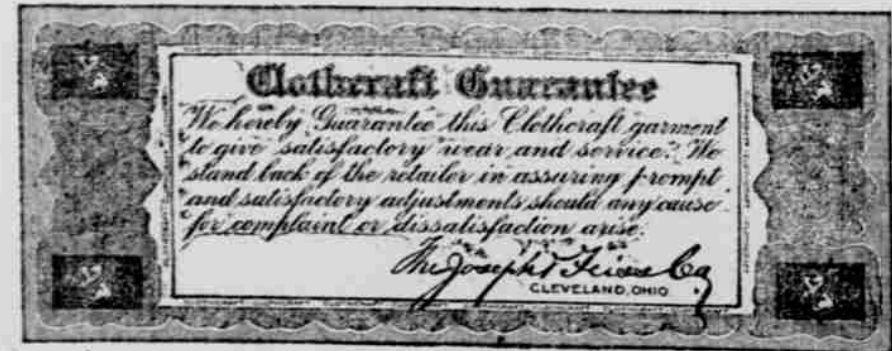 Clothcraft Guarantee
We hereby Guarantee this Clothcraft garment
to give satisfactory wear and service. We
stand back of the retailer in assuring prompt
and satisfactory adjustments should any cause
for complaint or dissatisfaction arise.
The Joseph & Feiss Co
CLEVELAND, OHIO.